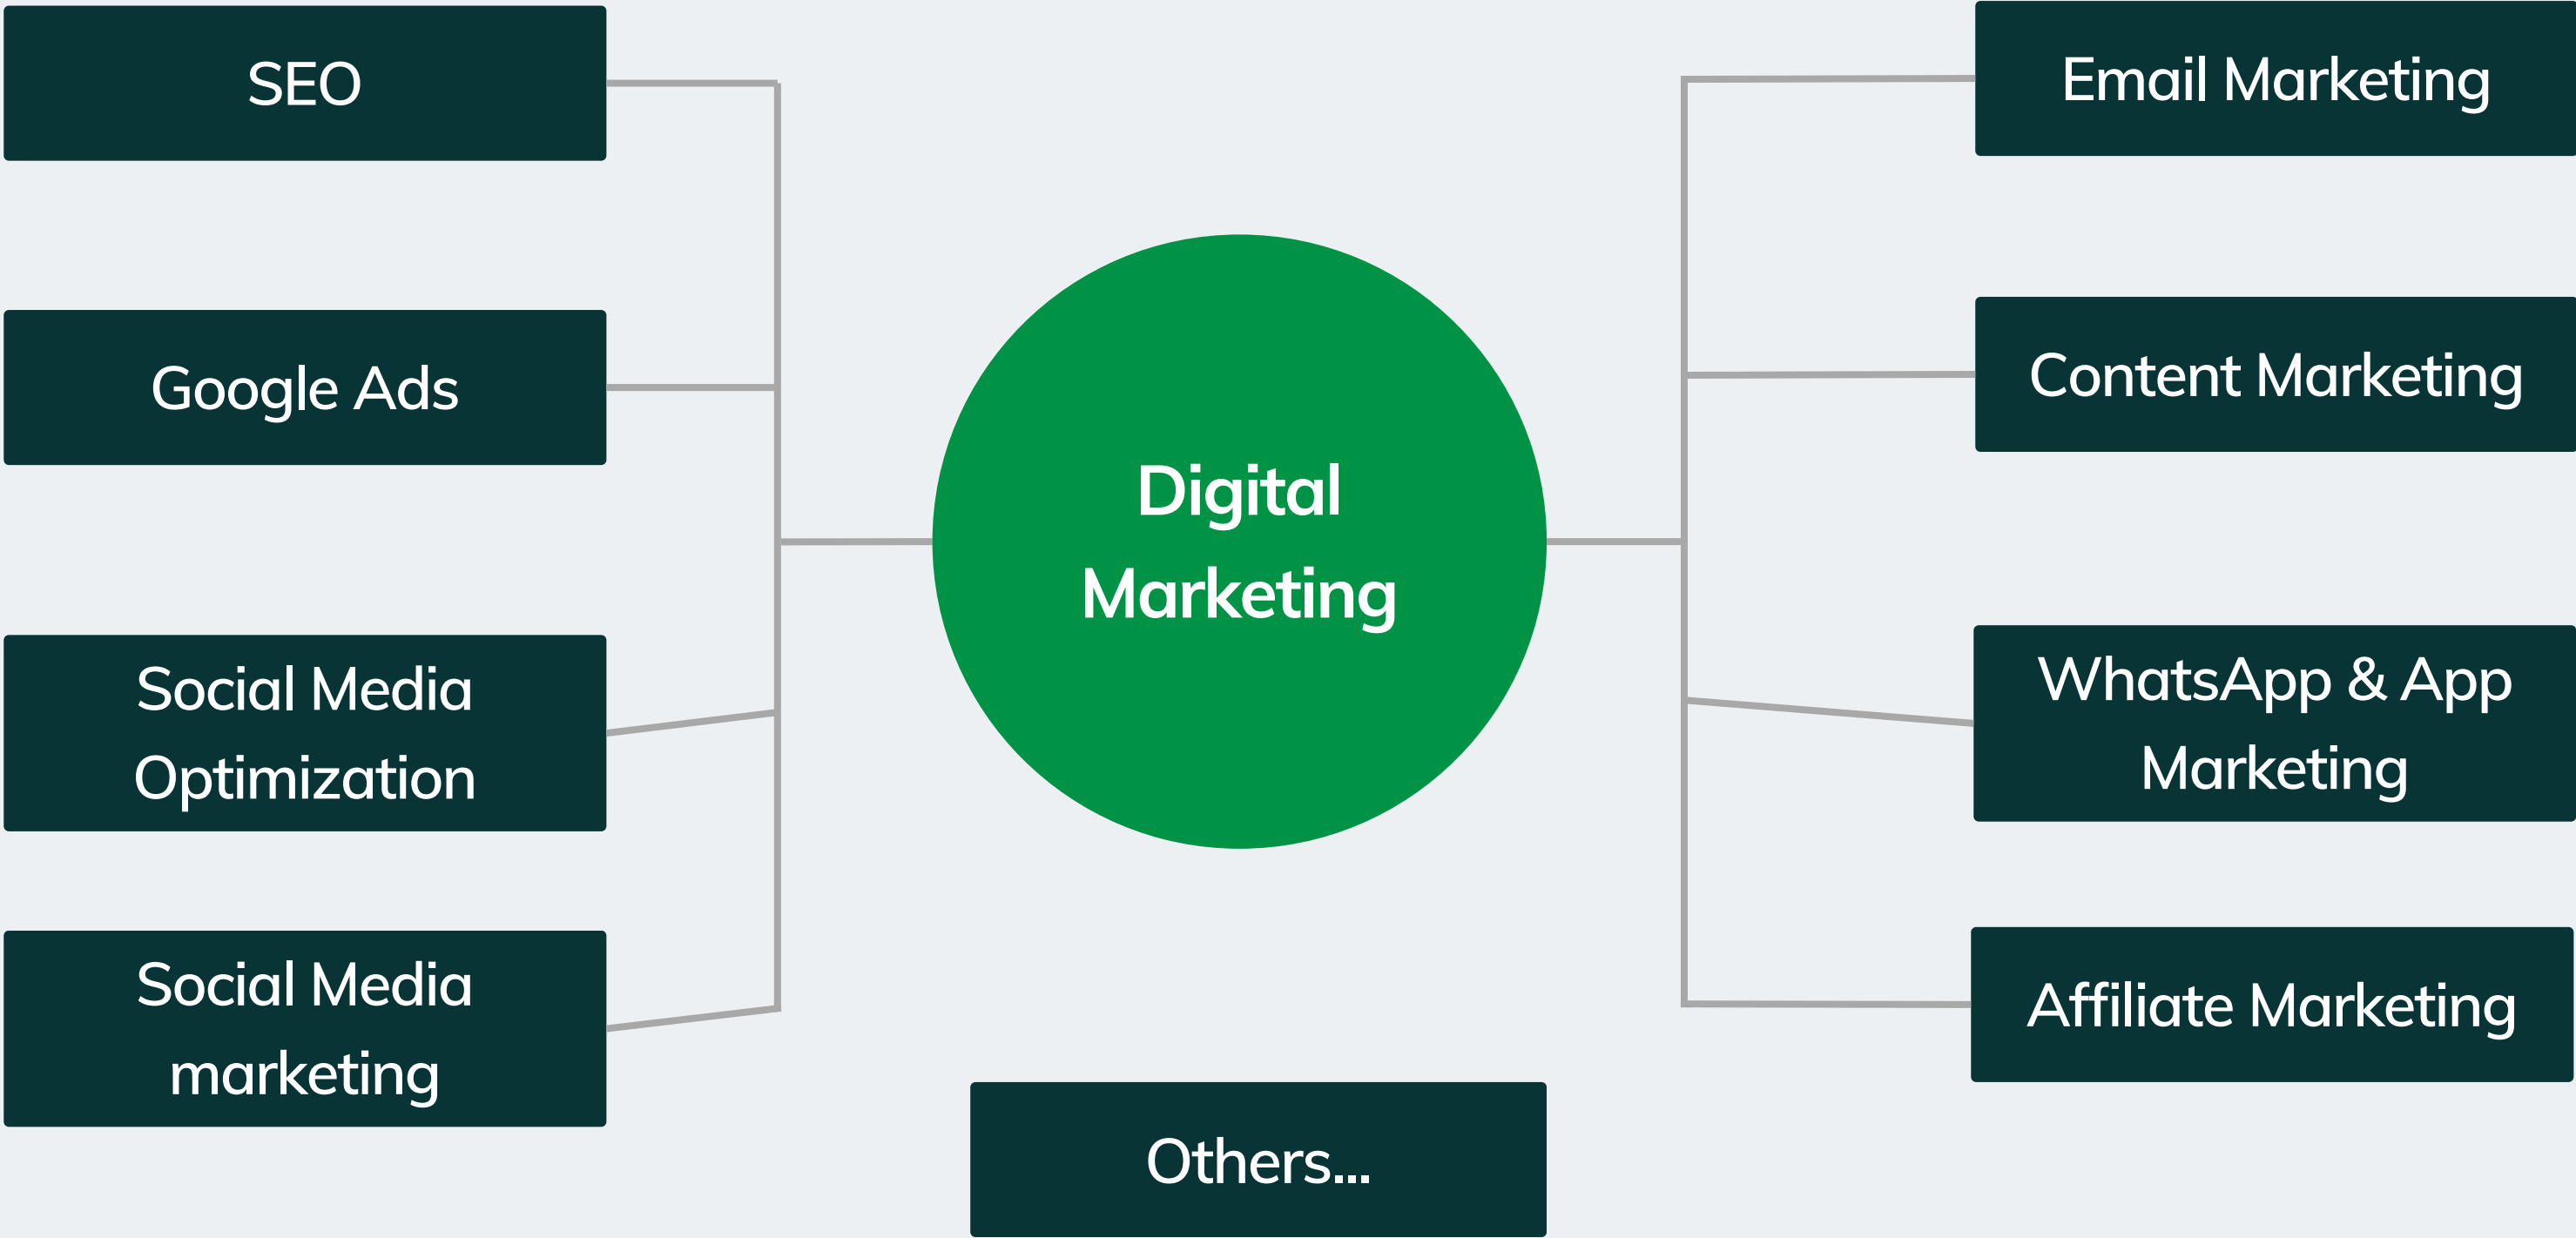 SEO
Google Ads
Social Media
Optimization
Social Media
marketing
Digital
Marketing
Email Marketing
Content Marketing
WhatsApp & App
Marketing
Affiliate Marketing
Others...